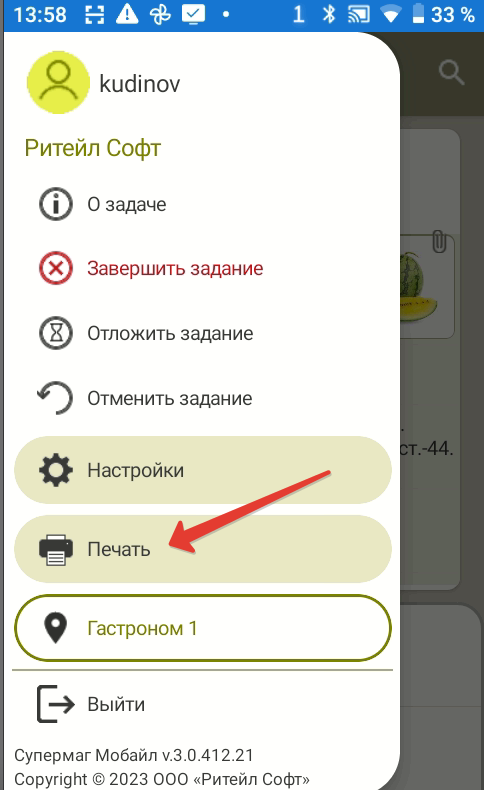 13:58 1 33 %
kudinov
Ритейл Софт
О задаче
Завершить задание
Отложить задание
Отменить задание
ст.-44.
Настройки
Печать
Гастроном 1
Выйти
Супермаг Мобайл v.3.0.412.21
Copyright © 2023 ООО «Ритейл Софт»